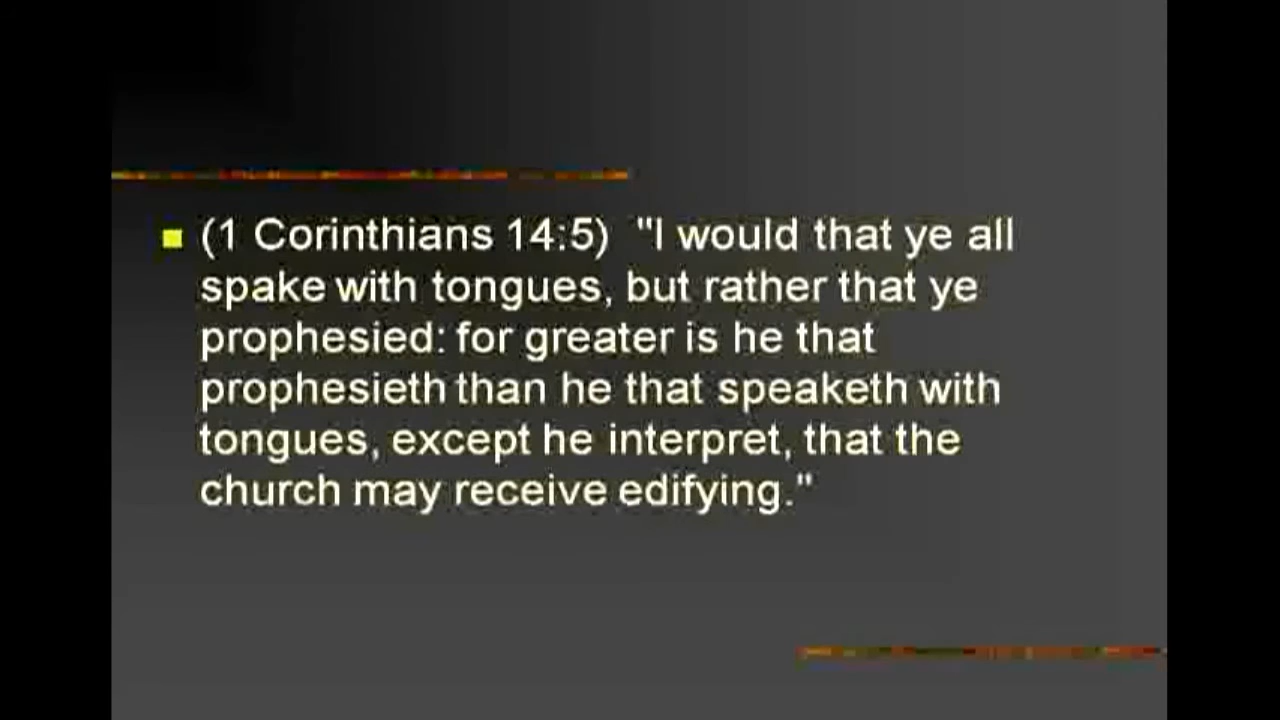 (1 Corinthians 14:5)  "I would that ye all
spake with tongues, but rather that ye
prophesied: for greater is he that
prophesieth than he that speaketh with
tongues, except he interpret, that the
church may receive edifying."